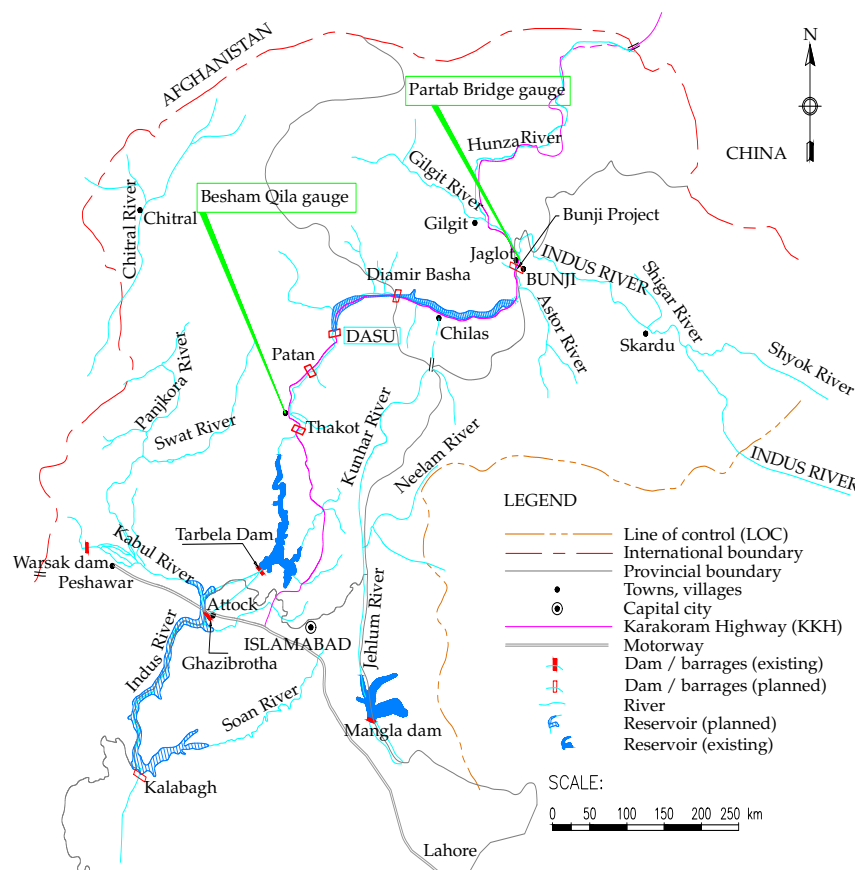 AFGHANISTAN
N
Partab Bridge gauge
Hunza River
CHINA
Gilgit River
Besham Qila gauge
Chitral River
Chitral
Gilgit
Bunji Project
Jaglot
INDUS RIVER
BUNJI
Diamir Basha
Shigar River
Astor River
DASU
Chilas
Skardu
Patan
Shyok River
Panjkora River
Swat River
Thakot
Kunhar River
Neelam River
INDUS RIVER
LEGEND
Line of control (LOC)
International boundary
Provincial boundary
Towns, villages
Capital city
Karakoram Highway (KKH)
Motorway
Dam / barrages (existing)
Dam / barrages (planned)
River
Reservoir (planned)
Reservoir (existing)
Tarbela Dam
Kabul River
Warsak dam
Peshawar
Attock
ISLAMABAD
Ghazibrotha
Indus River
Jehlum River
Soan River
Mangla dam
Kalabagh
Lahore
SCALE:
0 50 100 150 200 250 km